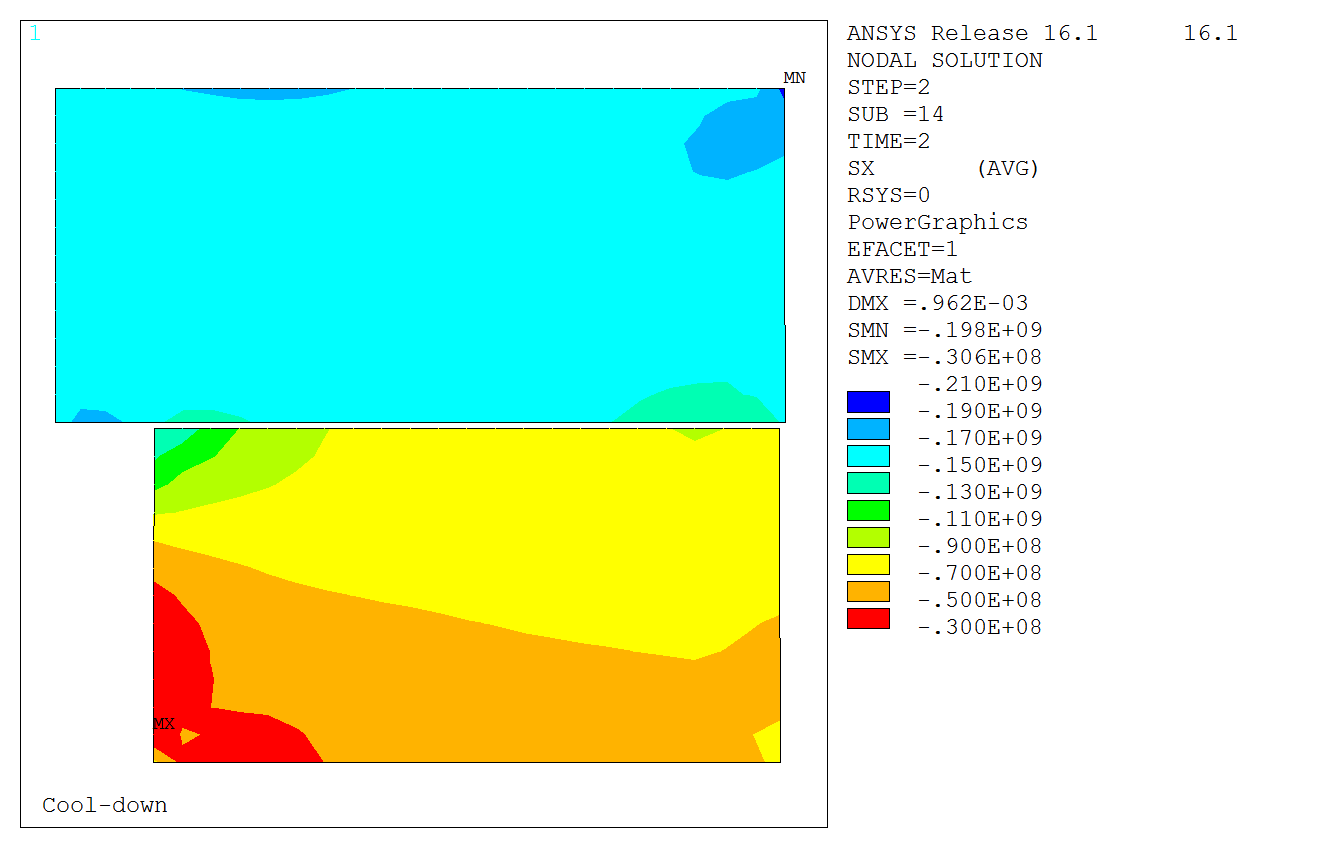 1
MN
MX
Cool-down
ANSYS Release 16.1 16.1
NODAL SOLUTION
STEP=2
SUB =14
TIME=2
SX (AVG)
RSYS=0
PowerGraphics
EFACET=1
AVRES=Mat
DMX =.962E-03
SMN =-.198E+09
SMX =-.306E+08
-.210E+09
-.190E+09
-.170E+09
-.150E+09
-.130E+09
-.110E+09
-.900E+08
-.700E+08
-.500E+08
-.300E+08